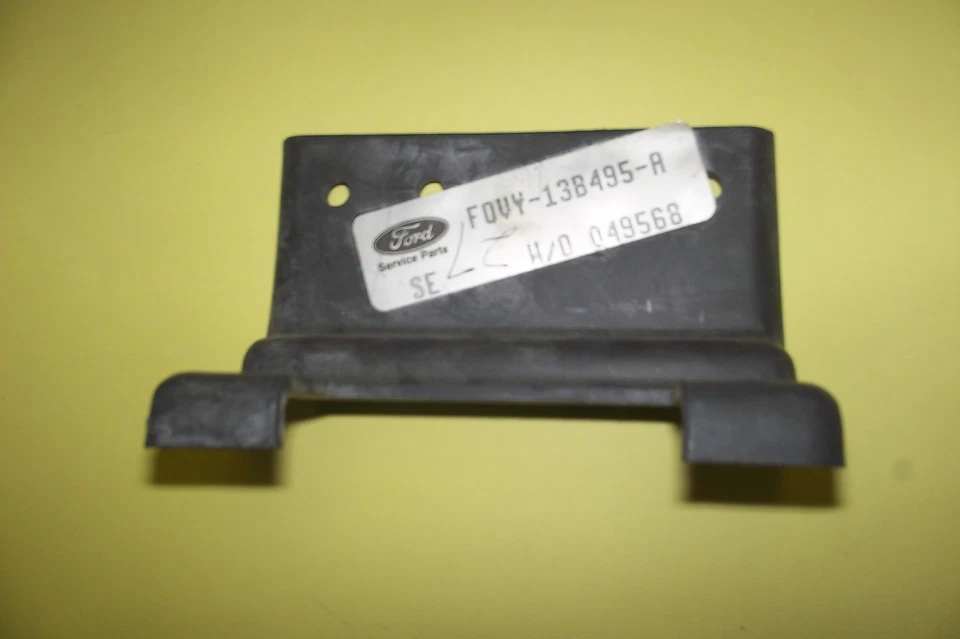 Ford
Service Parts
F0VY-13B495-A
SE W/O 049568